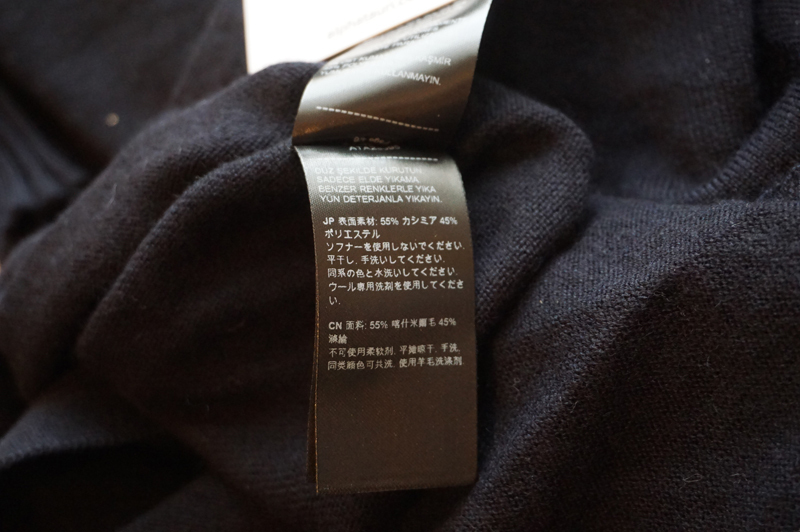 LLANMAYIN.
DÜZ ŞEKİLDE KURUTUN.
SADECE ELDE YIKAMA.
BENZER RENKLERLE YIKA
YÜN DETERJANLA YIKAYIN.
JP 表面素材: 55% カシミア 45%
ポリエステル
ソフナーを使用しないでください.
平干し, 手洗いしてください.
同系の色と水洗いしてください.
ウール専用洗剤を使用してくださ
い.
CN 面料: 55% 喀什米爾毛 45%
滌綸
不可使用柔软剂, 平摊晾干, 手洗,
同类颜色可共洗, 使用羊毛洗涤剂.